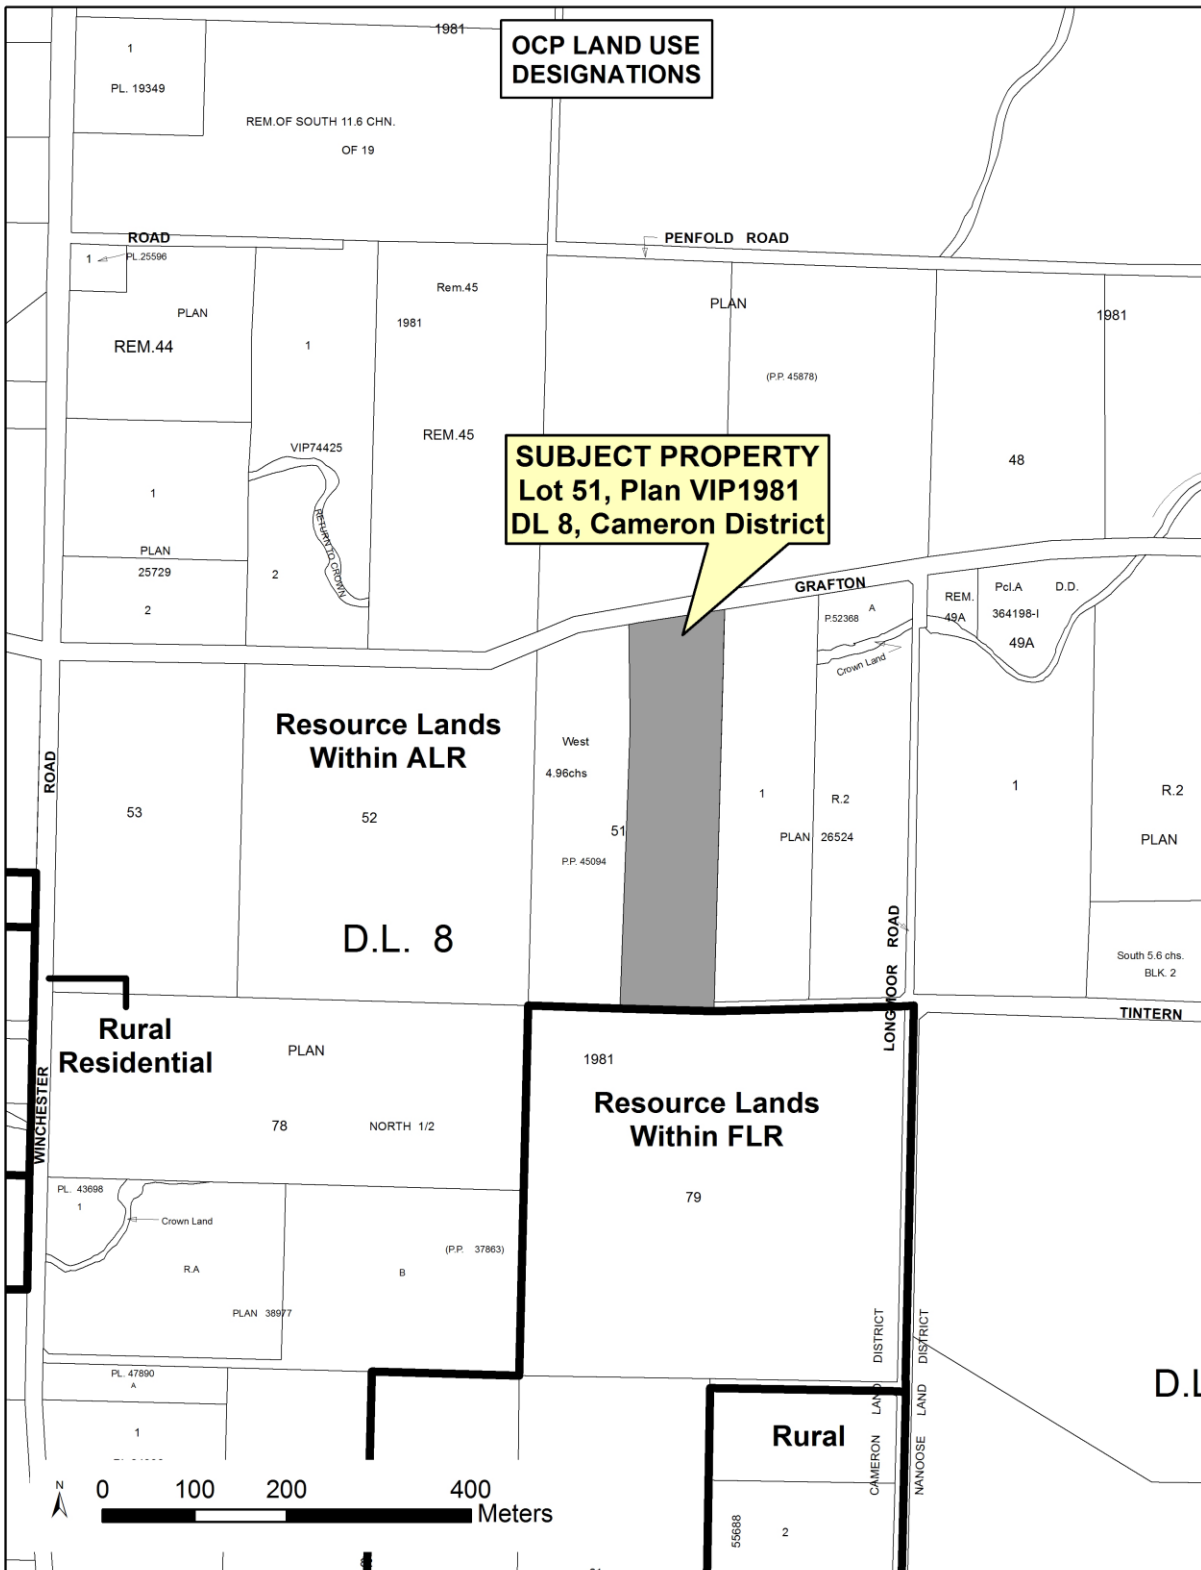 1981
OCP LAND USE
DESIGNATIONS
1
PL. 19349
REM.OF SOUTH 11.6 CHN.
OF 19
ROAD
PENFOLD ROAD
1
PL.25596
PLAN
REM.44
1
Rem.45
1981
PLAN
1981
(P.P. 45878)
REM.45
VIP74425
48
SUBJECT PROPERTY
Lot 51, Plan VIP1981
DL 8, Cameron District
1
RETURN TO CROWN
PLAN
25729
2
2
GRAFTON
P.52368
A
REM.
49A
Pcl.A
D.D.
364198-I
49A
Crown Land
Resource Lands
Within ALR
West
4.96chs
ROAD
53
52
51
P.P. 45094
1
R.2
PLAN 26524
1
R.2
PLAN
D.L. 8
LONGMOOR ROAD
South 5.6 chs.
BLK. 2
TINTERN
Rural
Residential
PLAN
1981
WINCHESTER
78
NORTH 1/2
Resource Lands
Within FLR
79
PL. 43698
1
Crown Land
R.A
(P.P. 37863)
B
PLAN 38977
CAMERON LAND DISTRICT
NANOOSE LAND DISTRICT
PL. 47890
A
1
D.L
Rural
N
0 100 200 400
Meters
55688
2